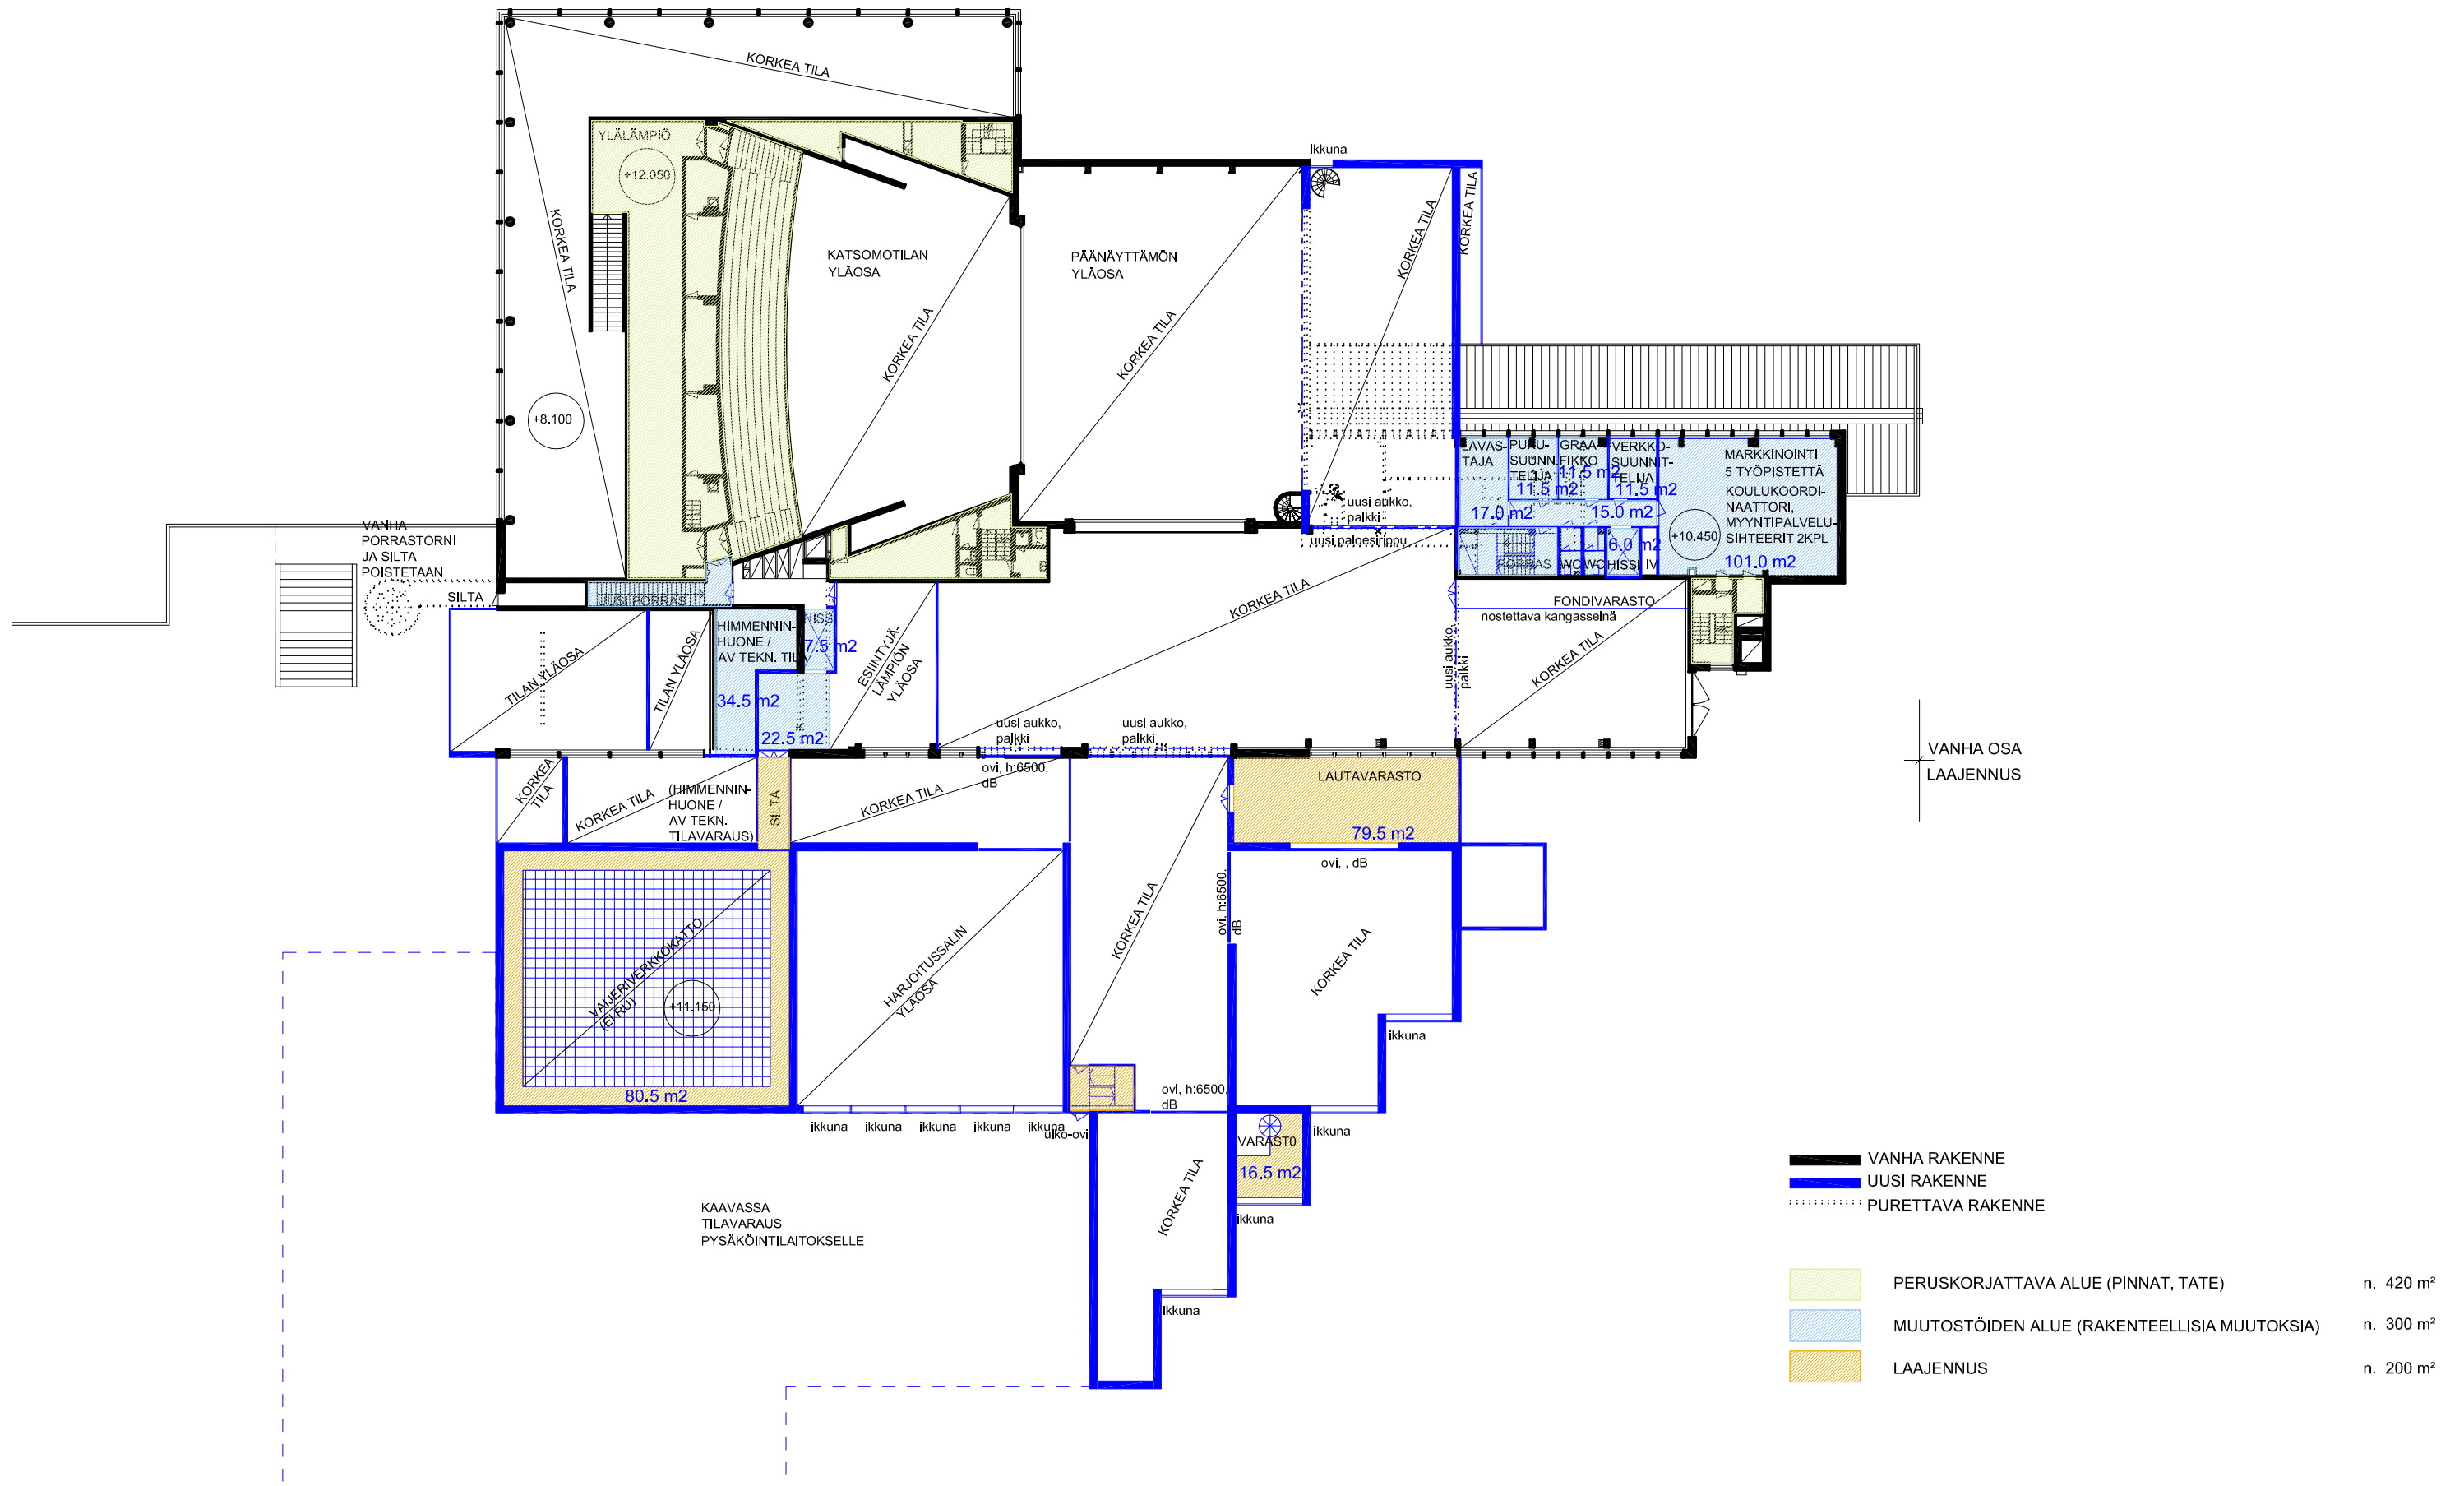 KORKEA TILA
YLÄLÄMPIÖ
+12.050
KORKEA TILA
+8.100
KATSOMOTILAN
YLÄOSA
KORKEA TILA
PÄÄNÄYTTÄMÖN
YLÄOSA
KORKEA TILA
ikkuna
KORKEA TILA
KORKEA TILA
uusi aukko,
palkki
uusi paloesirippu
LAVAS-
TAJA
17.0 m2
PUKU-
SUUNN.
TELIJA
11.5 m2
GRAA-
FIKKO
11.5 m2
VERKKO-
SUUNNIT-
TELIJA
11.5 m2
15.0 m2
MARKKINOINTI
5 TYÖPISTETTÄ
KOULUKOORDI-
NAATTORI,
MYYNTIPALVELU-
SIHTEERIT 2KPL
101.0 m2
+10.450
PORRAS
WC
WC
HISSI
IV
6.0 m2
VANHA
PORRASTORNI
JA SILTA
POISTETAAN
SILTA
UUSI PORRAS
HIMMENNIN-
HUONE /
AV TEKN. TILA
34.5 m2
HISSI
7.5 m2
22.5 m2
TILAN YLÄOSA
TILAN YLÄOSA
ESIINTYJÄ-
LÄMPIÖN
YLÄOSA
KORKEA TILA
FONDIVARASTO
nostettava kangasseinä
KORKEA TILA
uusi aukko,
palkki
uusi aukko,
palkki
uusi aukko,
palkki
VANHA OSA
LAAJENNUS
KORKEA
TILA
KORKEA TILA
(HIMMENNIN-
HUONE /
AV TEKN.
TILAVARAUS)
SILTA
KORKEA TILA
ovi, h:6500,
dB
LAUTAVARASTO
79.5 m2
ovi, , dB
KORKEA TILA
ovi, h:6500,
dB
KORKEA TILA
VAIJERIVERKKOKATTO
(EI RU)
+11.150
80.5 m2
HARJOITUSSALIN
YLÄOSA
ikkuna
ikkuna
ikkuna
ikkuna
ikkuna
ulko-ovi
ovi, h:6500,
dB
ikkuna
ikkuna
VARASTO
16.5 m2
ikkuna
KORKEA TILA
Ikkuna
KAAVASSA
TILAVARAUS
PYSÄKÖINTILAITOKSELLE
VANHA RAKENNE
UUSI RAKENNE
PURETTAVA RAKENNE
PERUSKORJATTAVA ALUE (PINNAT, TATE) n. 420 m²
MUUTOSTÖIDEN ALUE (RAKENTEELLISIA MUUTOKSIA) n. 300 m²
LAAJENNUS n. 200 m²